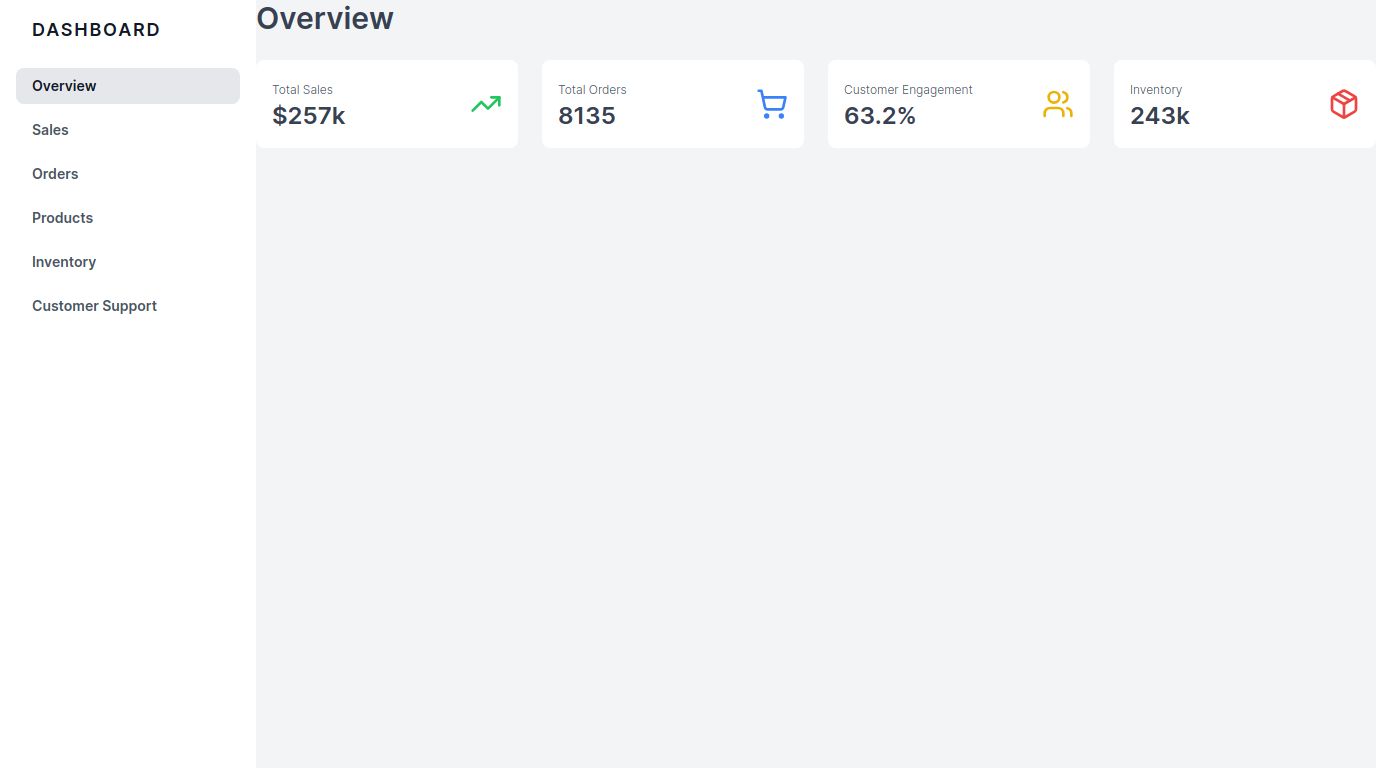 DASHBOARD
Overview
Sales
Orders
Products
Inventory
Customer Support
Overview
Total Sales
$257k
Total Orders
8135
Customer Engagement
63.2%
Inventory
243k